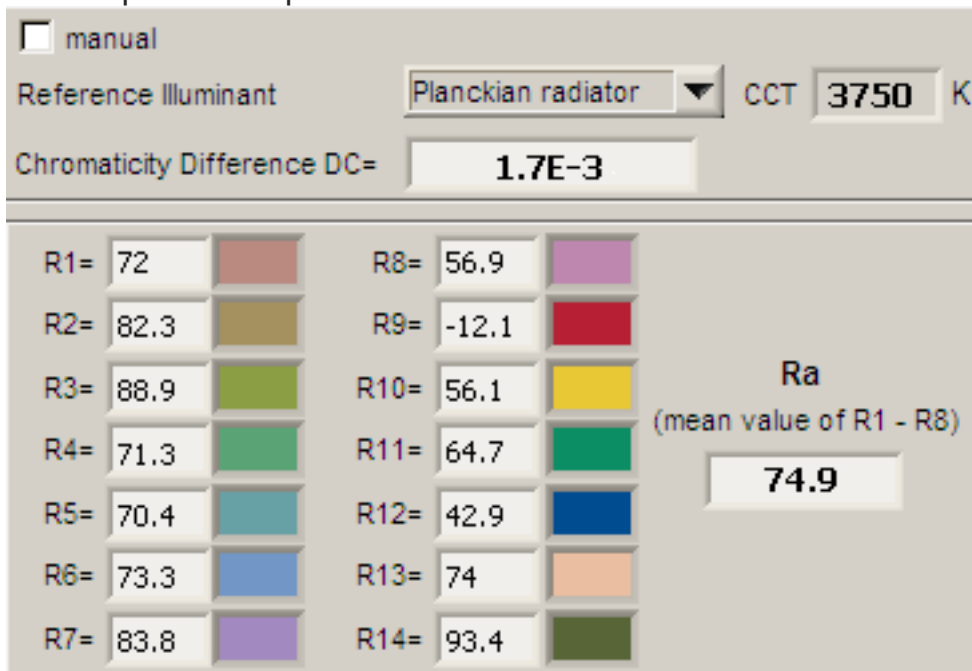 manual
Reference Illuminant Planckian radiator CCT 3750 K
Chromaticity Difference DC= 1.7E-3
R1= 72 R8= 56.9
R2= 82.3 R9= -12.1
R3= 88.9 R10= 56.1
Ra
(mean value of R1 - R8)
R4= 71.3 R11= 64.7
74.9
R5= 70.4 R12= 42.9
R6= 73.3 R13= 74
R7= 83.8 R14= 93.4